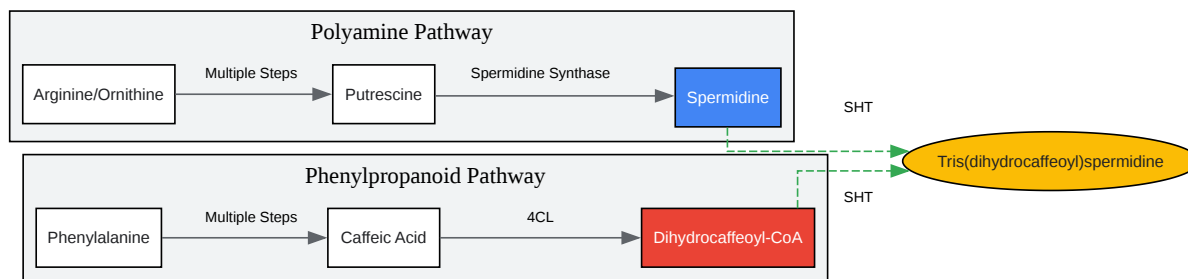 Polyamine Pathway
Multiple Steps
Spermidine Synthase
Arginine/Ornithine
Putrescine
Spermidine
SHT
Tris(dihydrocaffeoyl)spermidine
Phenylpropanoid Pathway
SHT
Multiple Steps
4CL
Phenylalanine
Caffeic Acid
Dihydrocaffeoyl-CoA